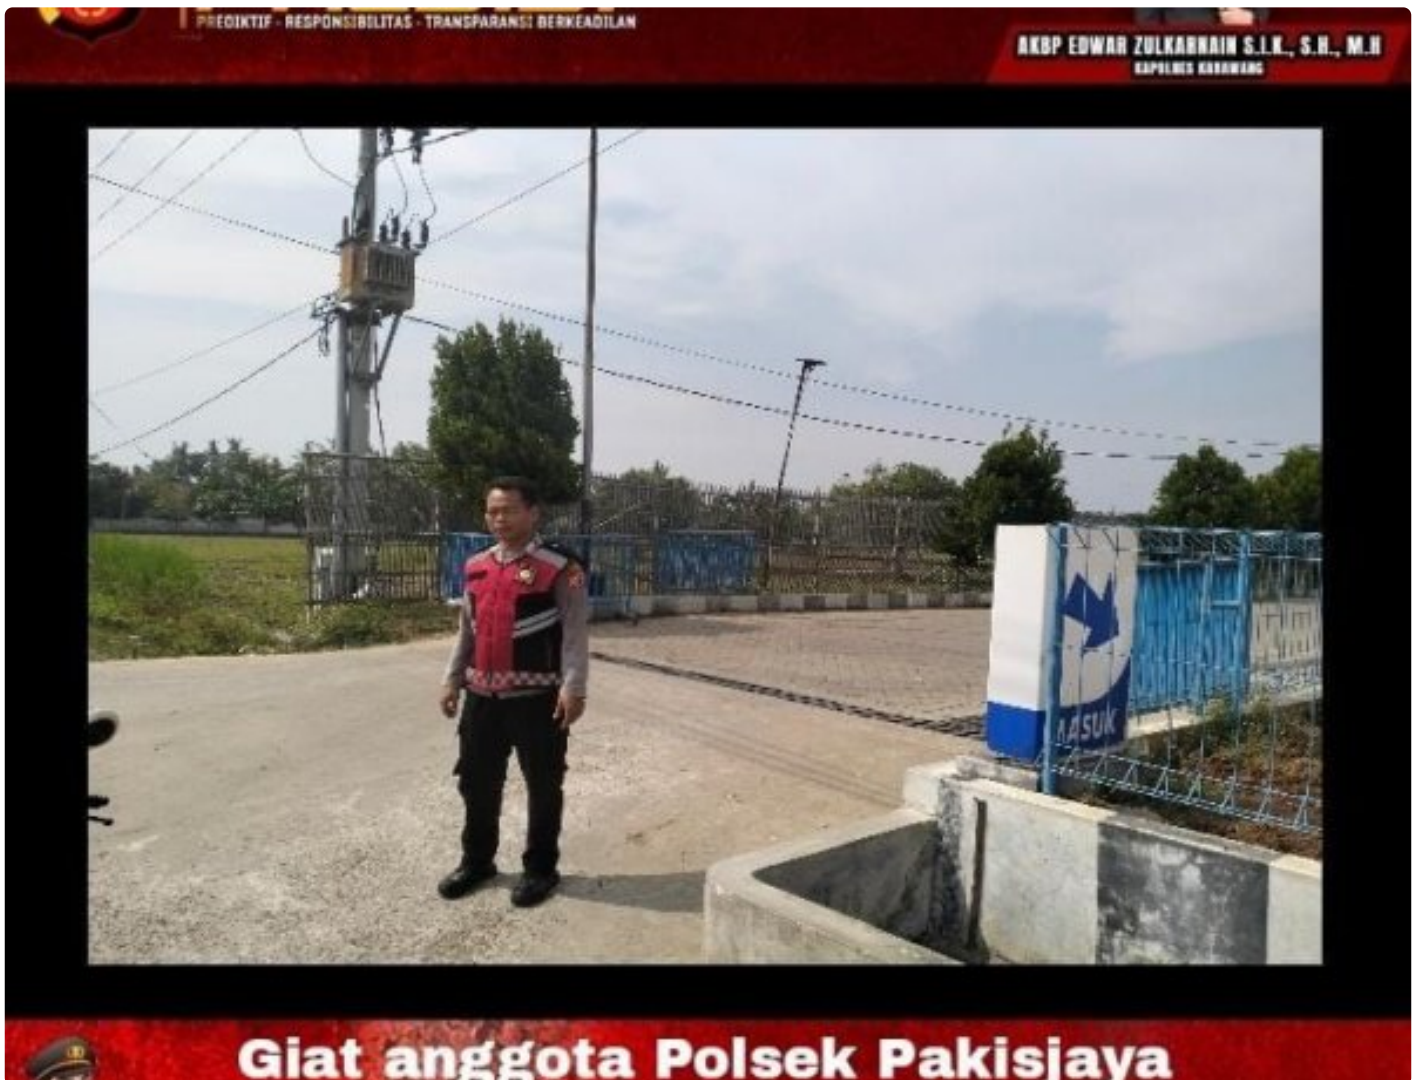 PREDIKTIF - RESPONSIBILITAS - TRANSPARANSI BERKEADILAN
AKBP EDWAR ZULKARNAIN S.I.K., S.H., M.H
KAPOLRES KARAWANG
MASUK
Giat anggota Polsek Pakisjaya